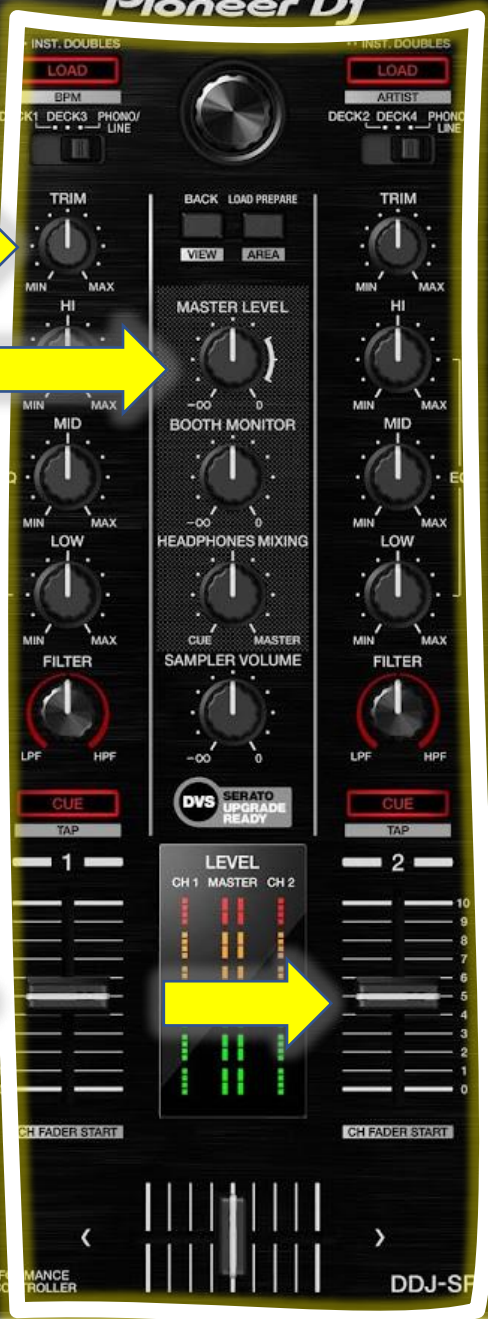 Pioneer Dj
INST. DOUBLES INST. DOUBLES
LOAD LOAD
BPM ARTIST
DECK1 DECK3 PHONO/ LINE DECK2 DECK4 PHONO LINE
TRIM BACK LOAD PREPARE TRIM
VIEW AREA
MIN MAX MIN MAX
HI MASTER LEVEL HI
MIN MAX -∞ 0 MIN MAX
MID BOOTH MONITOR MID
EQ
MIN MAX -∞ 0 MIN MAX
LOW HEADPHONES MIXING LOW
MIN MAX CUE MASTER MIN MAX
FILTER SAMPLER VOLUME FILTER
LPF HPF -∞ 0 LPF HPF
CUE DVS SERATO UPGRADE READY CUE
TAP TAP
1 LEVEL 2
CH 1 MASTER CH 2
10
9
8
7
6
5
4
3
2
1
0
CH FADER START CH FADER START
< >
FORMANCE
CONTROLLER DDJ-SR